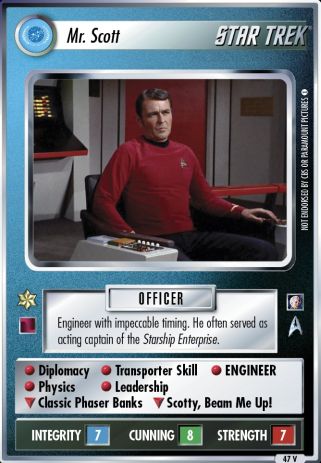 Mr. Scott
STAR TREK
NOT ENDORSED BY CBS OR PARAMOUNT PICTURES
OFFICER
Engineer with impeccable timing. He often served as
acting captain of the Starship Enterprise.
Diplomacy Transporter Skill ENGINEER
Physics Leadership
Classic Phaser Banks Scotty, Beam Me Up!
INTEGRITY 7 CUNNING 8 STRENGTH 7
47 V